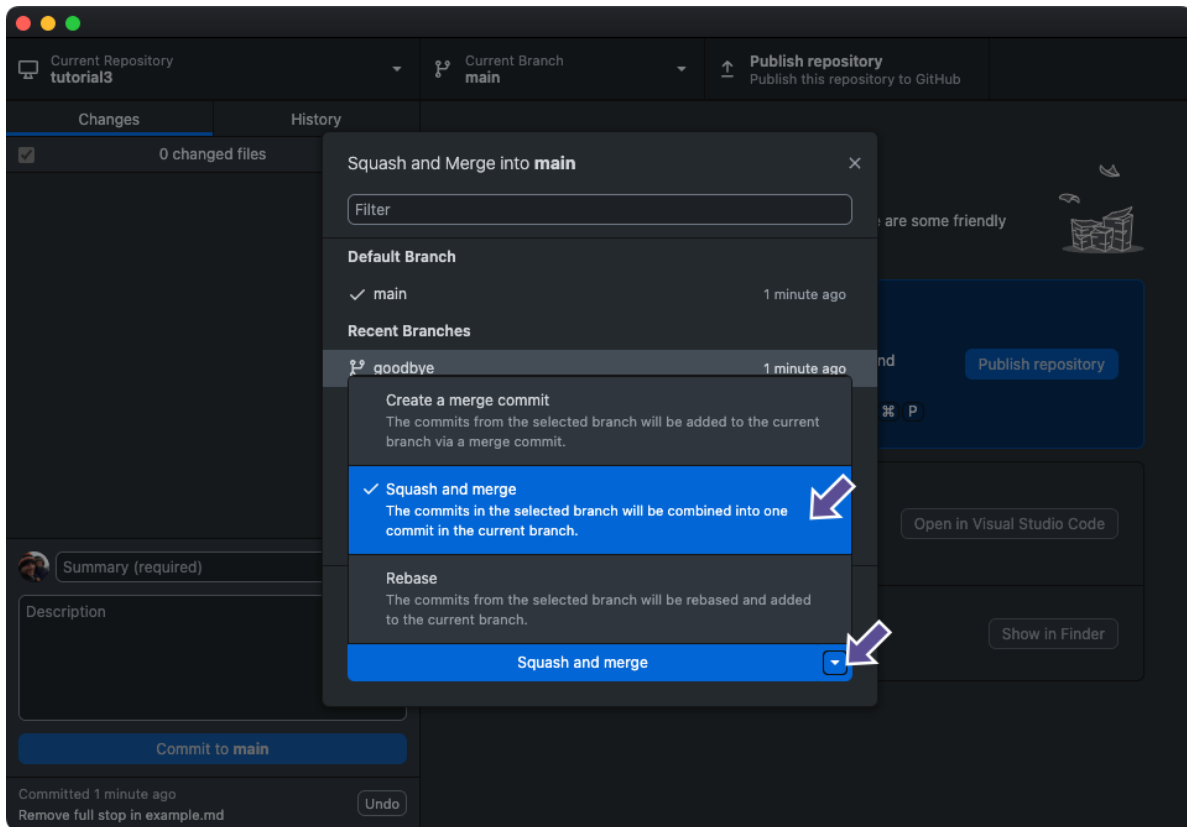 Current Repository
tutorial3
Current Branch
main
Publish repository
Publish this repository to GitHub
Changes
History
0 changed files
Squash and Merge into main
Filter
are some friendly
Default Branch
main
1 minute ago
Recent Branches
goodbye
1 minute ago
nd
Publish repository
⌘ P
Create a merge commit
The commits from the selected branch will be added to the current
branch via a merge commit.
Squash and merge
The commits in the selected branch will be combined into one
commit in the current branch.
Open in Visual Studio Code
Rebase
The commits from the selected branch will be rebased and added
to the current branch.
Show in Finder
Squash and merge
Summary (required)
Description
Commit to main
Committed 1 minute ago
Remove full stop in example.md
Undo